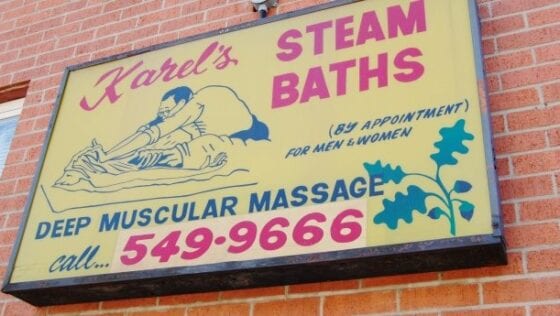 Karel's
STEAM
BATHS
(BY APPOINTMENT)
FOR MEN & WOMEN
DEEP MUSCULAR MASSAGE
call... 549·9666